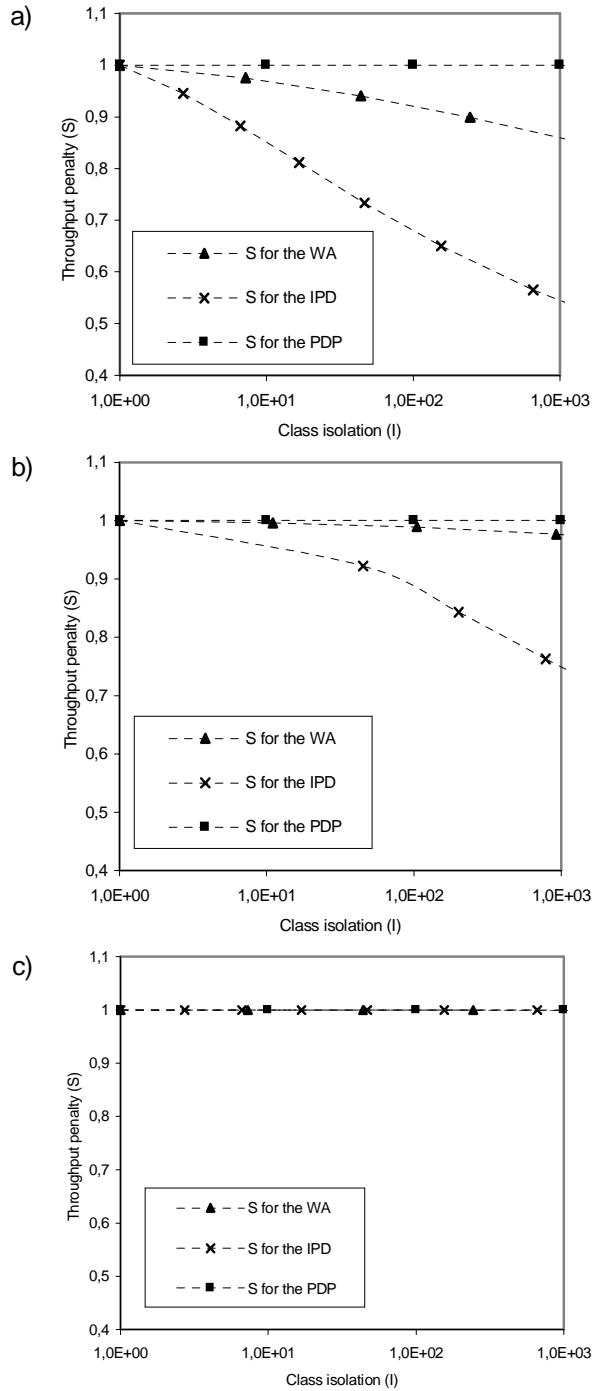 a)
1,1
1
0,9
0,8
0,7
0,6
0,5
0,4
Throughput penalty (S)
S for the WA
S for the IPD
S for the PDP
1,0E+00 1,0E+01 1,0E+02 1,0E+03
Class isolation (I)
b)
1,1
1
0,9
0,8
0,7
0,6
0,5
0,4
Throughput penalty (S)
S for the WA
S for the IPD
S for the PDP
1,0E+00 1,0E+01 1,0E+02 1,0E+03
Class isolation (I)
c)
1,1
1
0,9
0,8
0,7
0,6
0,5
0,4
Throughput penalty (S)
S for the WA
S for the IPD
S for the PDP
1,0E+00 1,0E+01 1,0E+02 1,0E+03
Class isolation (I)